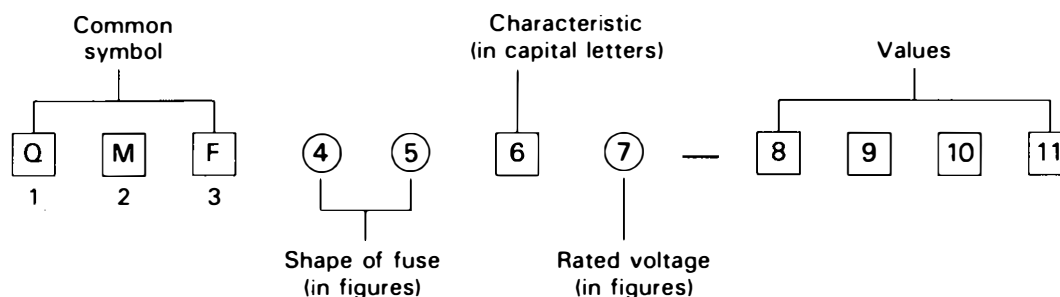 Common
symbol
Characteristic
(in capital letters)
Values
Q M F 4 5 6 7 — 8 9 10 11
1 2 3
Shape of fuse
(in figures)
Rated voltage
(in figures)